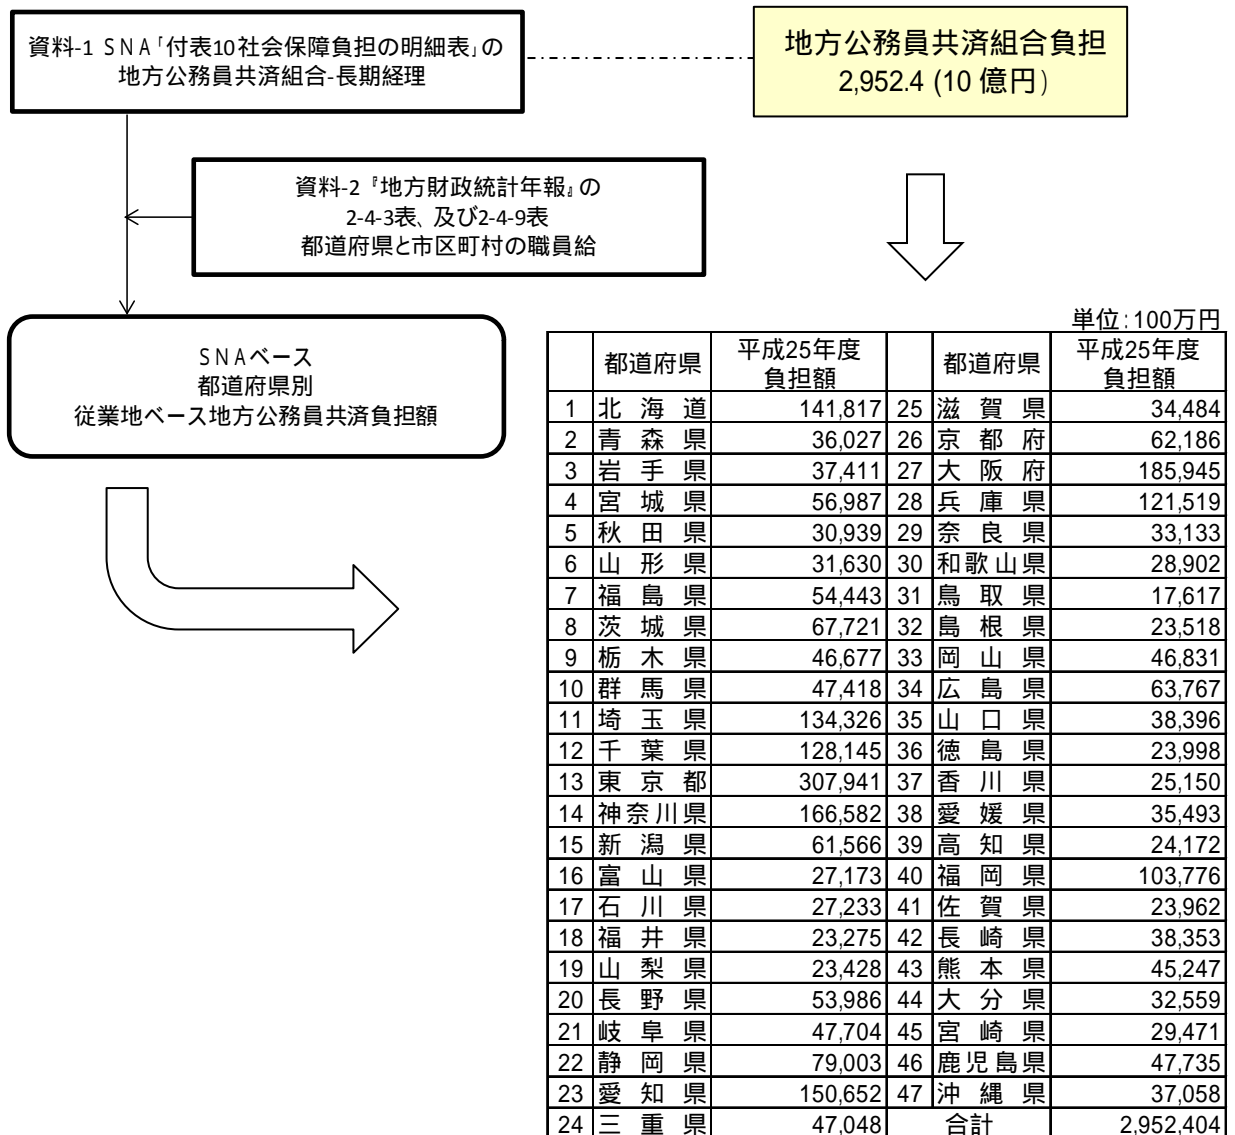 資料-1 SNA「付表10社会保障負担の明細表」の
地方公務員共済組合-長期経理
地方公務員共済組合負担
2,952.4 (10 億円)
資料-2『地方財政統計年報』の
2-4-3表、及び2-4-9表
都道府県と市区町村の職員給
SNAベース
都道府県別
従業地ベース地方公務員共済負担額
単位:100万円
都道府県 平成25年度 負担額 都道府県 平成25年度 負担額
1 北海道 141,817 25 滋賀県 34,484
2 青森県 36,027 26 京都府 62,186
3 岩手県 37,411 27 大阪府 185,945
4 宮城県 56,987 28 兵庫県 121,519
5 秋田県 30,939 29 奈良県 33,133
6 山形県 31,630 30 和歌山県 28,902
7 福島県 54,443 31 鳥取県 17,617
8 茨城県 67,721 32 島根県 23,518
9 栃木県 46,677 33 岡山県 46,831
10 群馬県 47,418 34 広島県 63,767
11 埼玉県 134,326 35 山口県 38,396
12 千葉県 128,145 36 徳島県 23,998
13 東京都 307,941 37 香川県 25,150
14 神奈川県 166,582 38 愛媛県 35,493
15 新潟県 61,566 39 高知県 24,172
16 富山県 27,173 40 福岡県 103,776
17 石川県 27,233 41 佐賀県 23,962
18 福井県 23,275 42 長崎県 38,353
19 山梨県 23,428 43 熊本県 45,247
20 長野県 53,986 44 大分県 32,559
21 岐阜県 47,704 45 宮崎県 29,471
22 静岡県 79,003 46 鹿児島県 47,735
23 愛知県 150,652 47 沖縄県 37,058
24 三重県 47,048 合計 2,952,404